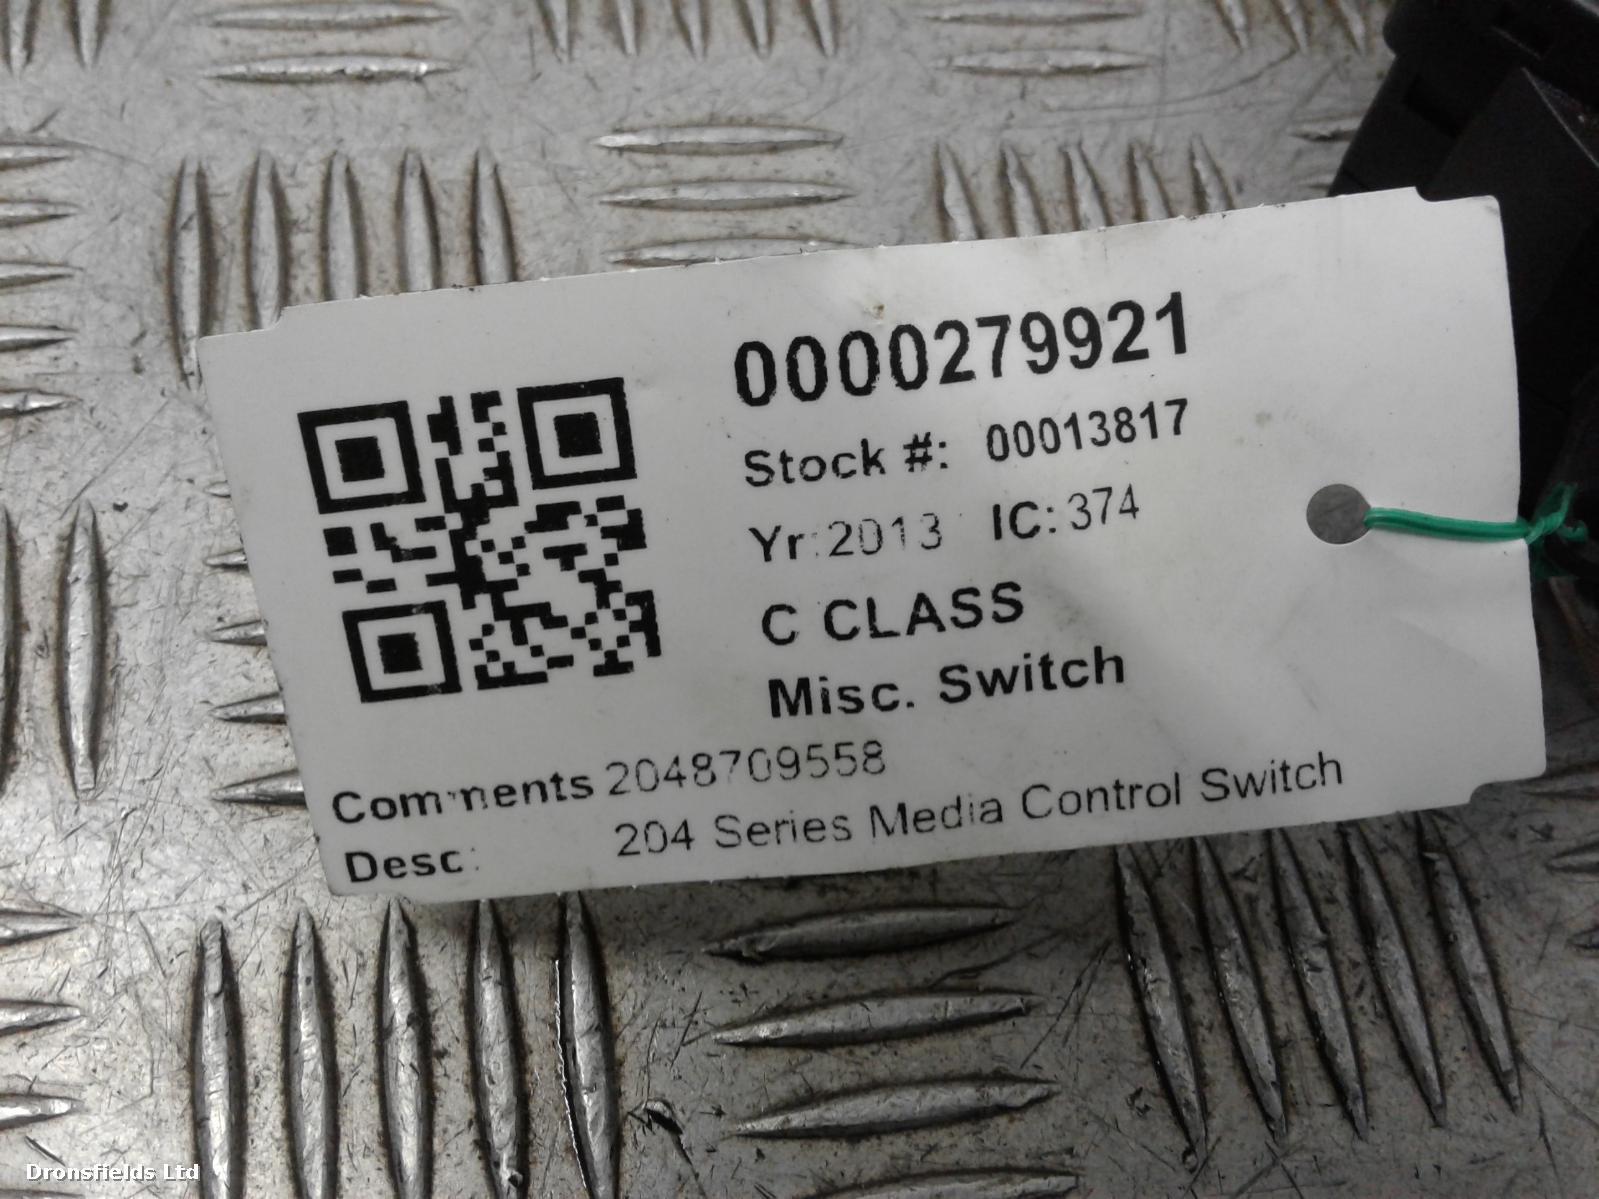 0000279921
Stock #: 00013817
Yr:2013 IC:374
C CLASS
Misc. Switch
Comments 2048709558
Desc: 204 Series Media Control Switch
Dronsfields Ltd